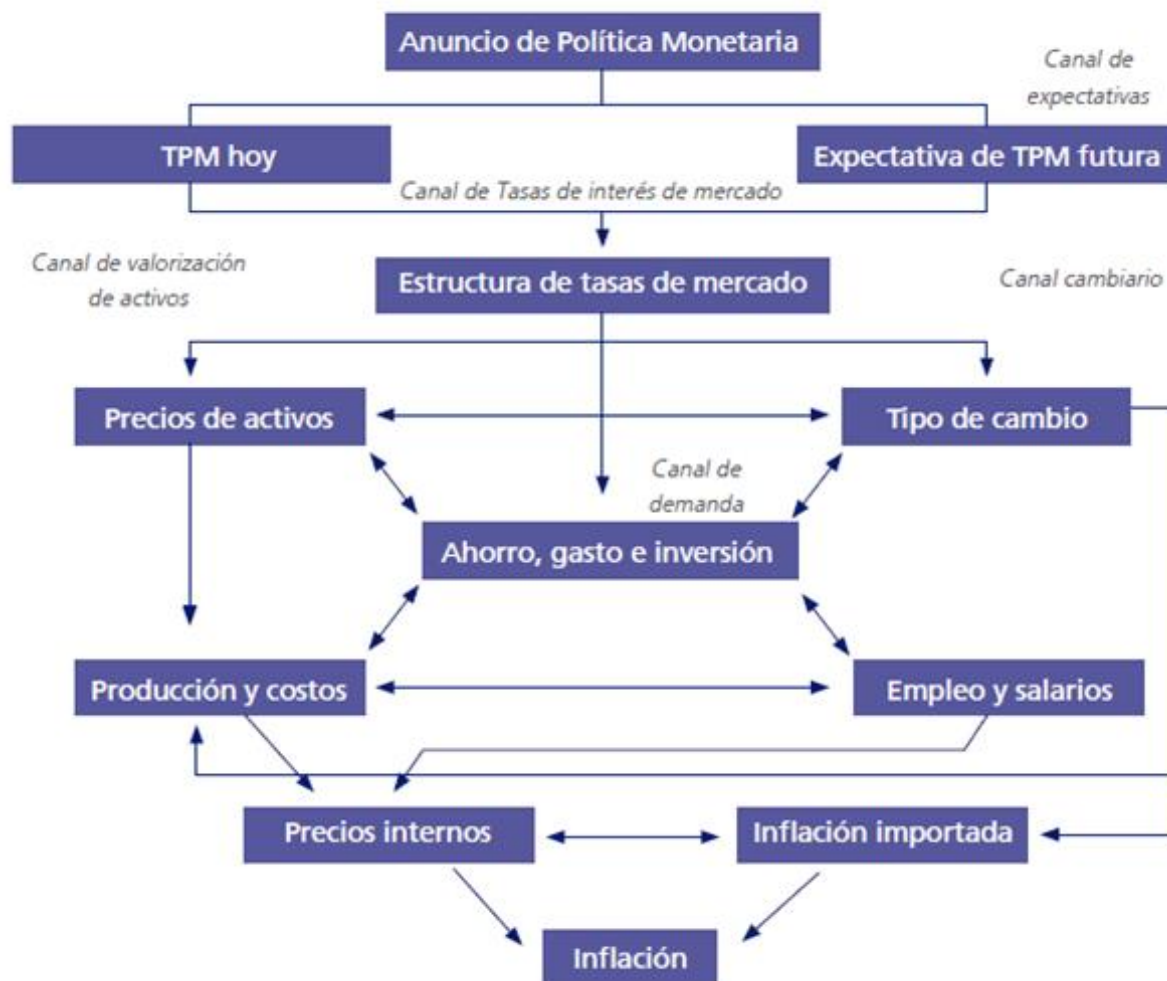 Anuncio de Política Monetaria
Canal de
expectativas
TPM hoy
Expectativa de TPM futura
Canal de Tasas de interés de mercado
Canal de valorización
de activos
Estructura de tasas de mercado
Canal cambiario
Precios de activos
Tipo de cambio
Canal de
demanda
Ahorro, gasto e inversión
Producción y costos
Empleo y salarios
Precios internos
Inflación importada
Inflación